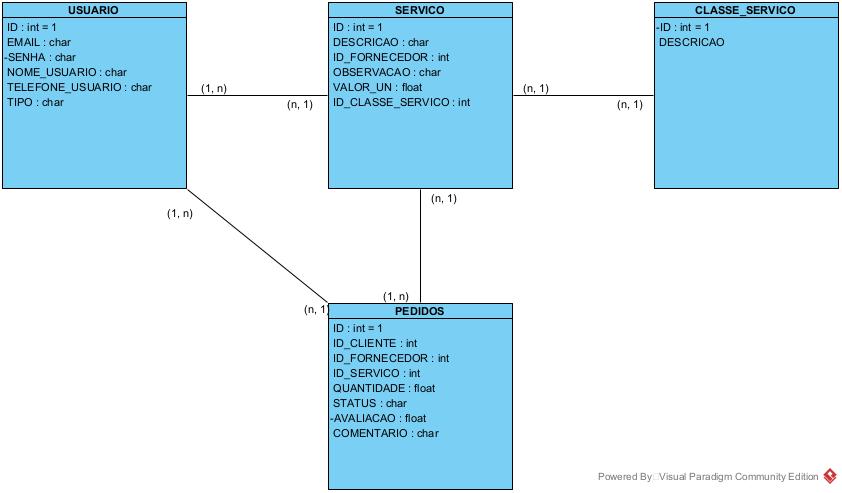 USUARIO
ID : int = 1
EMAIL : char
-SENHA : char
NOME_USUARIO : char
TELEFONE_USUARIO : char
TIPO : char
(1, n)
(n, 1)
SERVICO
ID : int = 1
DESCRICAO : char
ID_FORNECEDOR : int
OBSERVACAO : char
VALOR_UN : float
ID_CLASSE_SERVICO : int
(n, 1)
(n, 1)
CLASSE_SERVICO
-ID : int = 1
DESCRICAO
(1, n)
(n, 1)
(n, 1)
(1, n)
PEDIDOS
ID : int = 1
ID_CLIENTE : int
ID_FORNECEDOR : int
ID_SERVICO : int
QUANTIDADE : float
STATUS : char
-AVALIACAO : float
COMENTARIO : char
Powered By: Visual Paradigm Community Edition